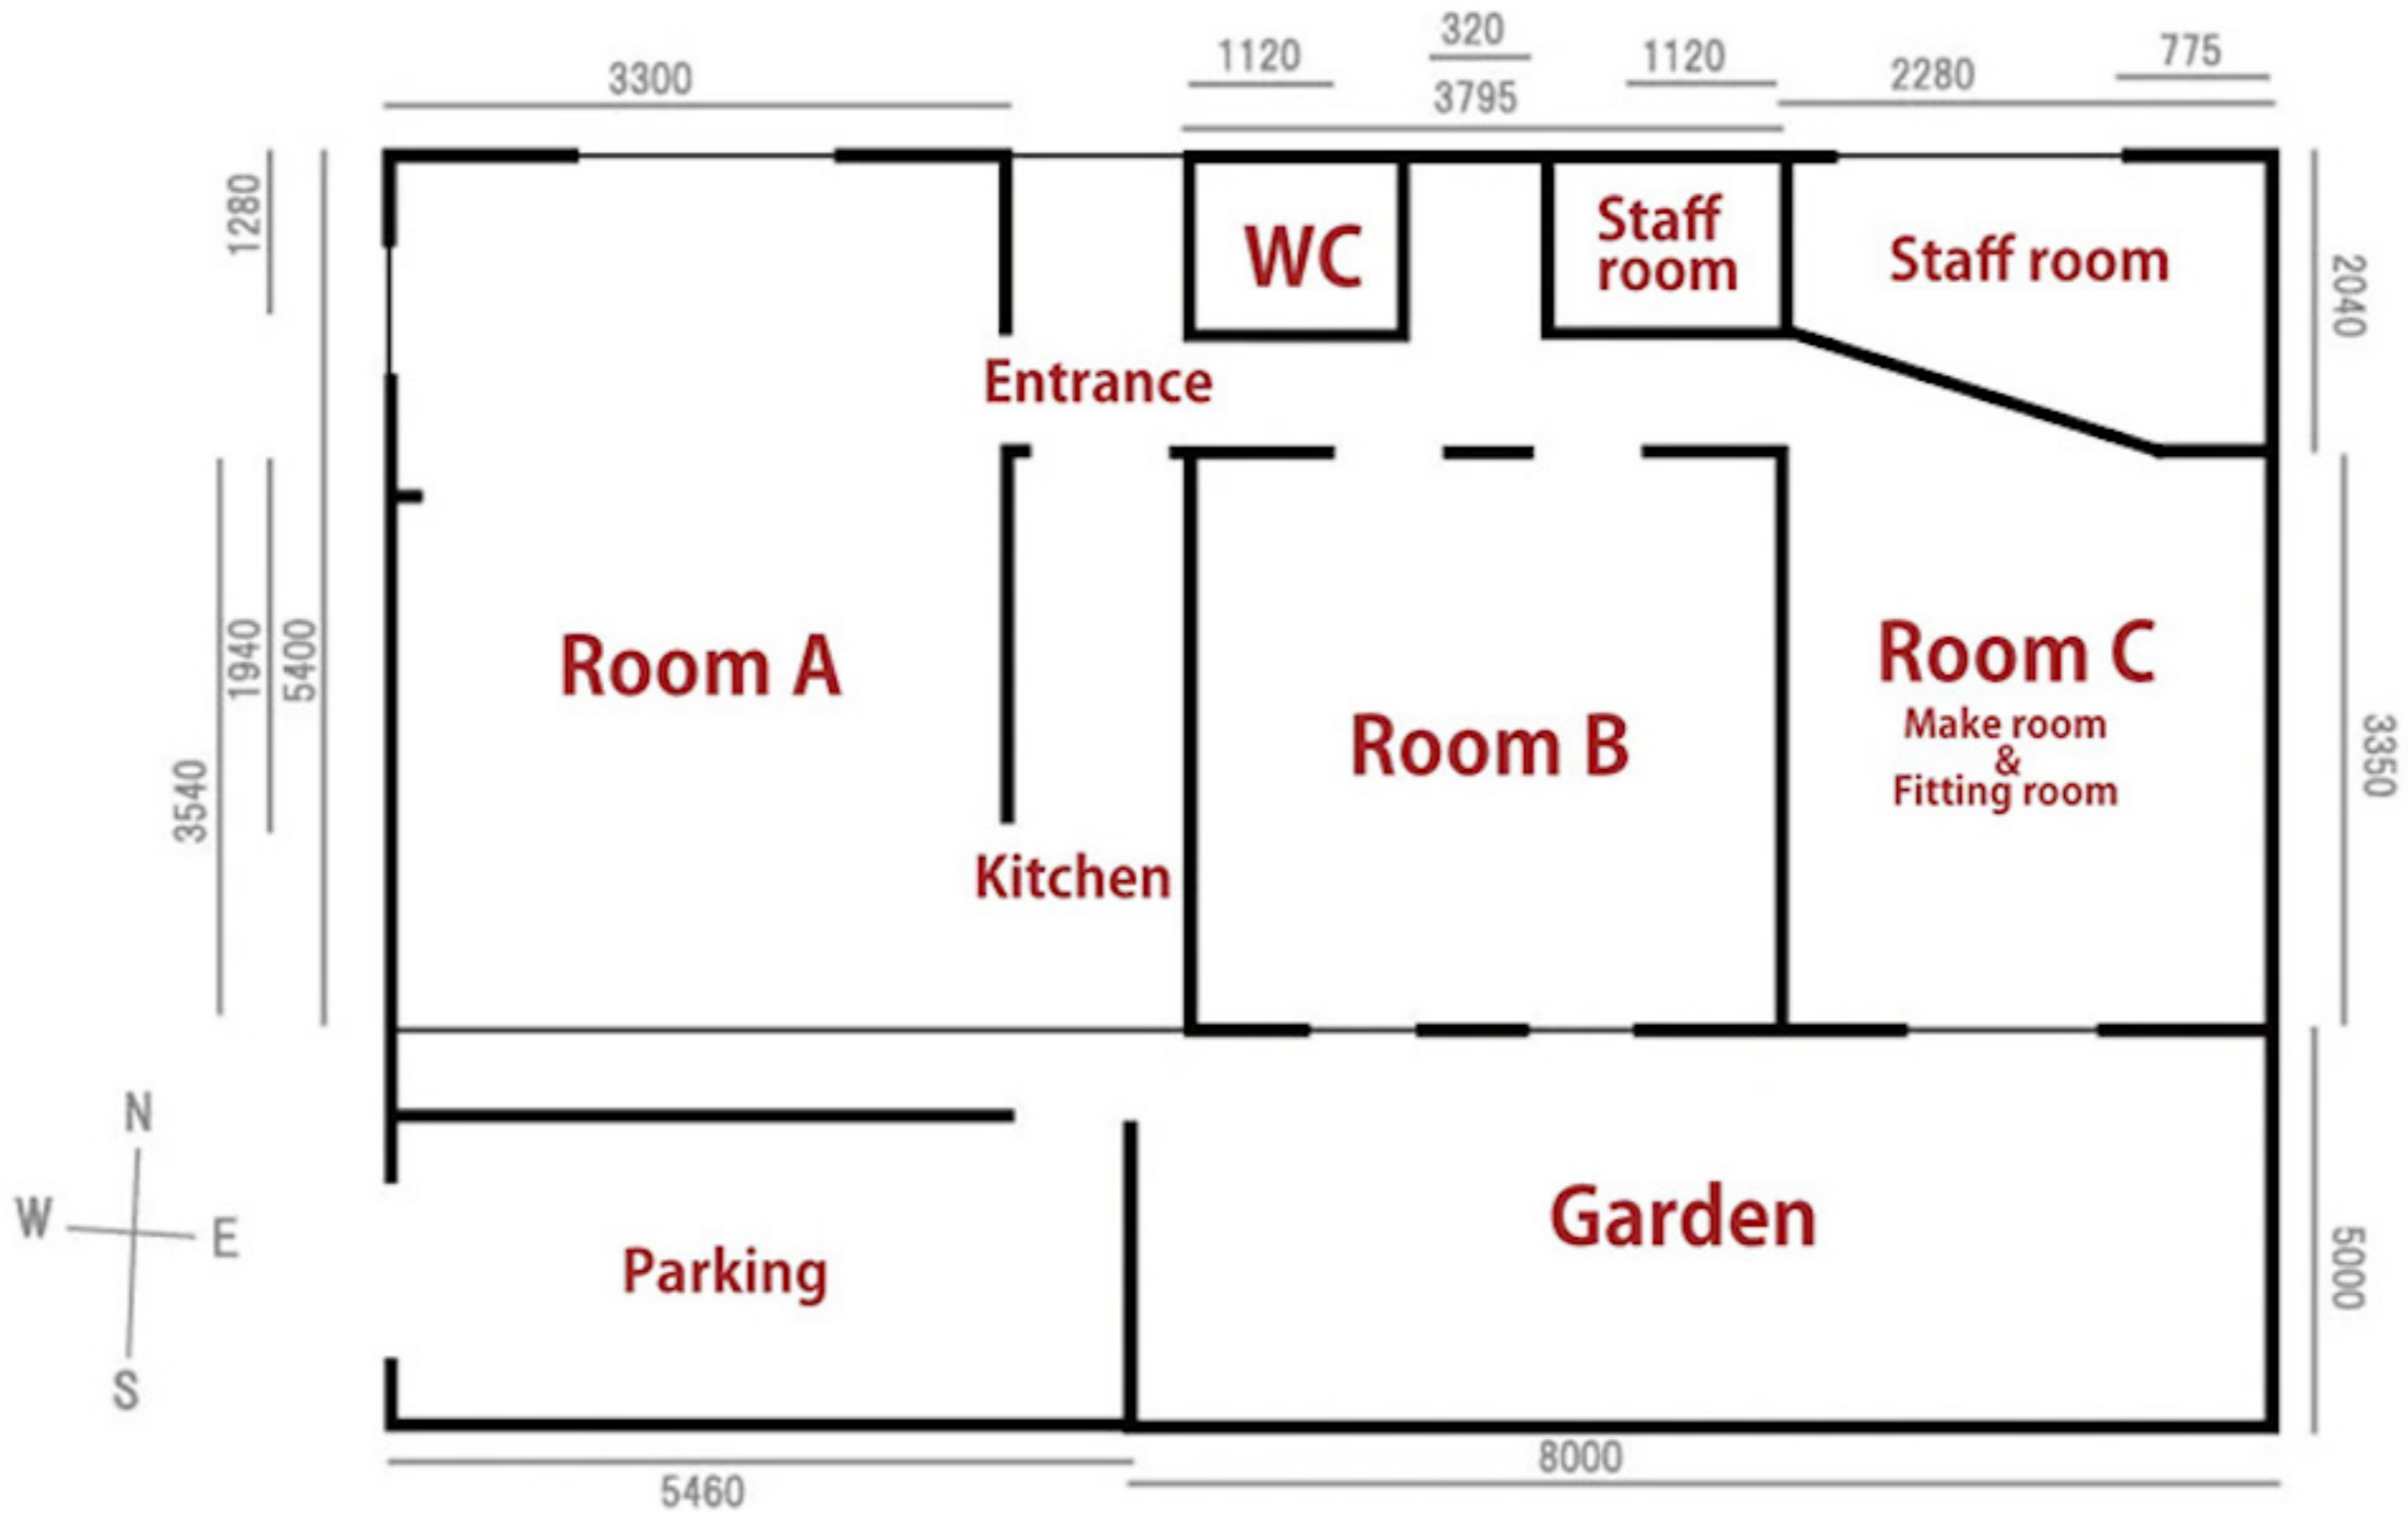 320
1120
1120
775
3300
3795
2280
1280
WC
Staff
room
Staff room
2040
Entrance
1940
5400
3540
Room A
Room B
Room C
Make room
&
Fitting room
3350
Kitchen
N
W
E
S
Parking
Garden
5000
5460
8000